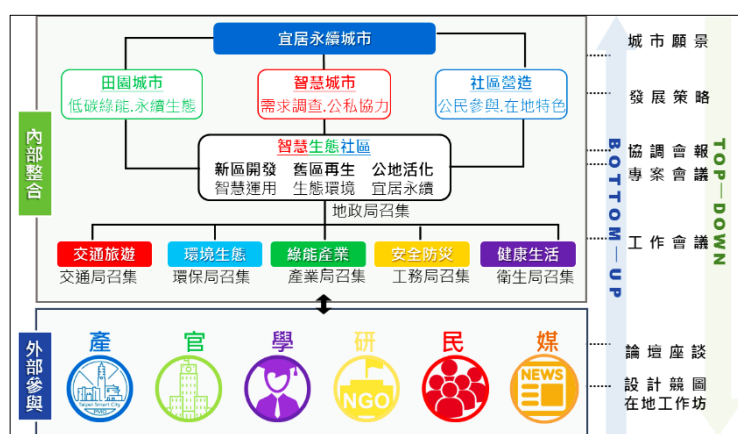 宜居永續城市
田園城市
低碳綠能.永續生態
智慧城市
需求調查.公私協力
社區營造
公民參與.在地特色
內部整合
智慧生態社區
新區開發 舊區再生 公地活化
智慧運用 生態環境 宜居永續
地政局召集
交通旅遊
交通局召集
環境生態
環保局召集
綠能產業
產業局召集
安全防災
工務局召集
健康生活
衛生局召集
外部參與
產 官 學 研 民 媒
Taipei Smart City
PMO
NGO
NEWS
城市願景
發展策略
協調會報
專案會議
工作會議
論壇座談
設計競圖
在地工作坊
BOTTOM—UP
TOP—DOWN